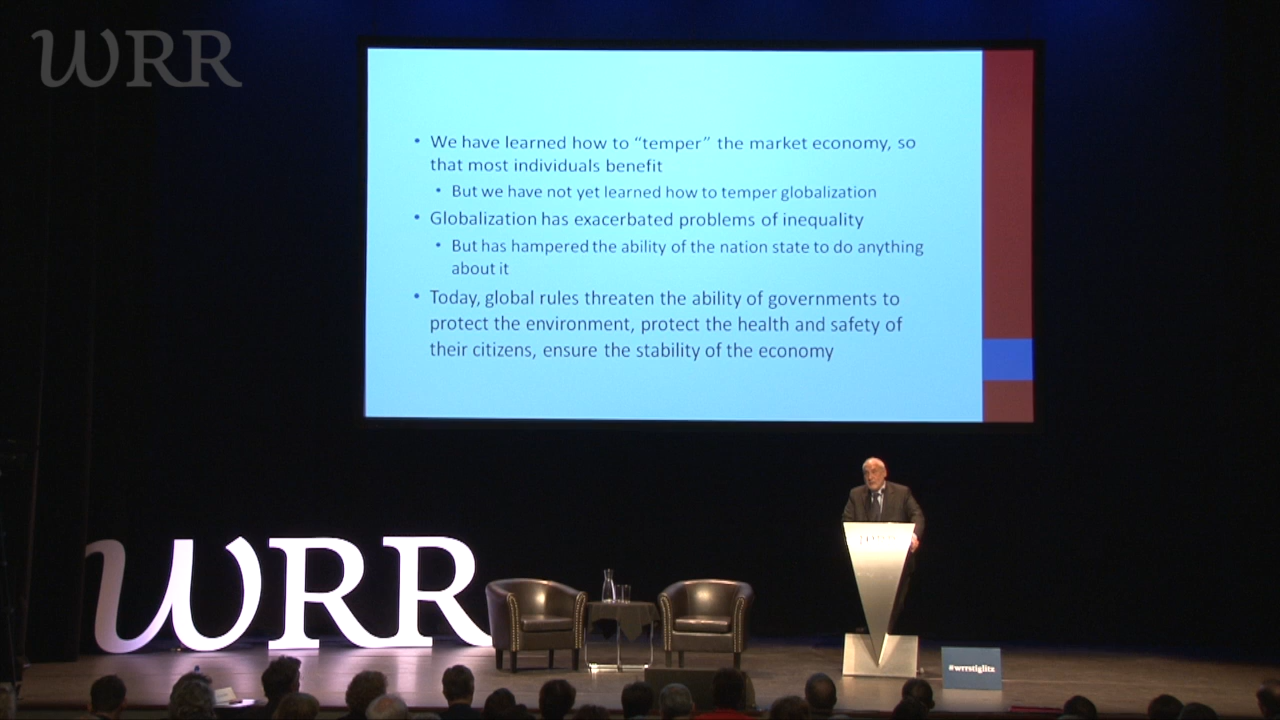 WRR
• We have learned how to “temper” the market economy, so
that most individuals benefit
• But we have not yet learned how to temper globalization
• Globalization has exacerbated problems of inequality
• But has hampered the ability of the nation state to do anything
about it
• Today, global rules threaten the ability of governments to
protect the environment, protect the health and safety of
their citizens, ensure the stability of the economy
WRR
#wrrstiglitz